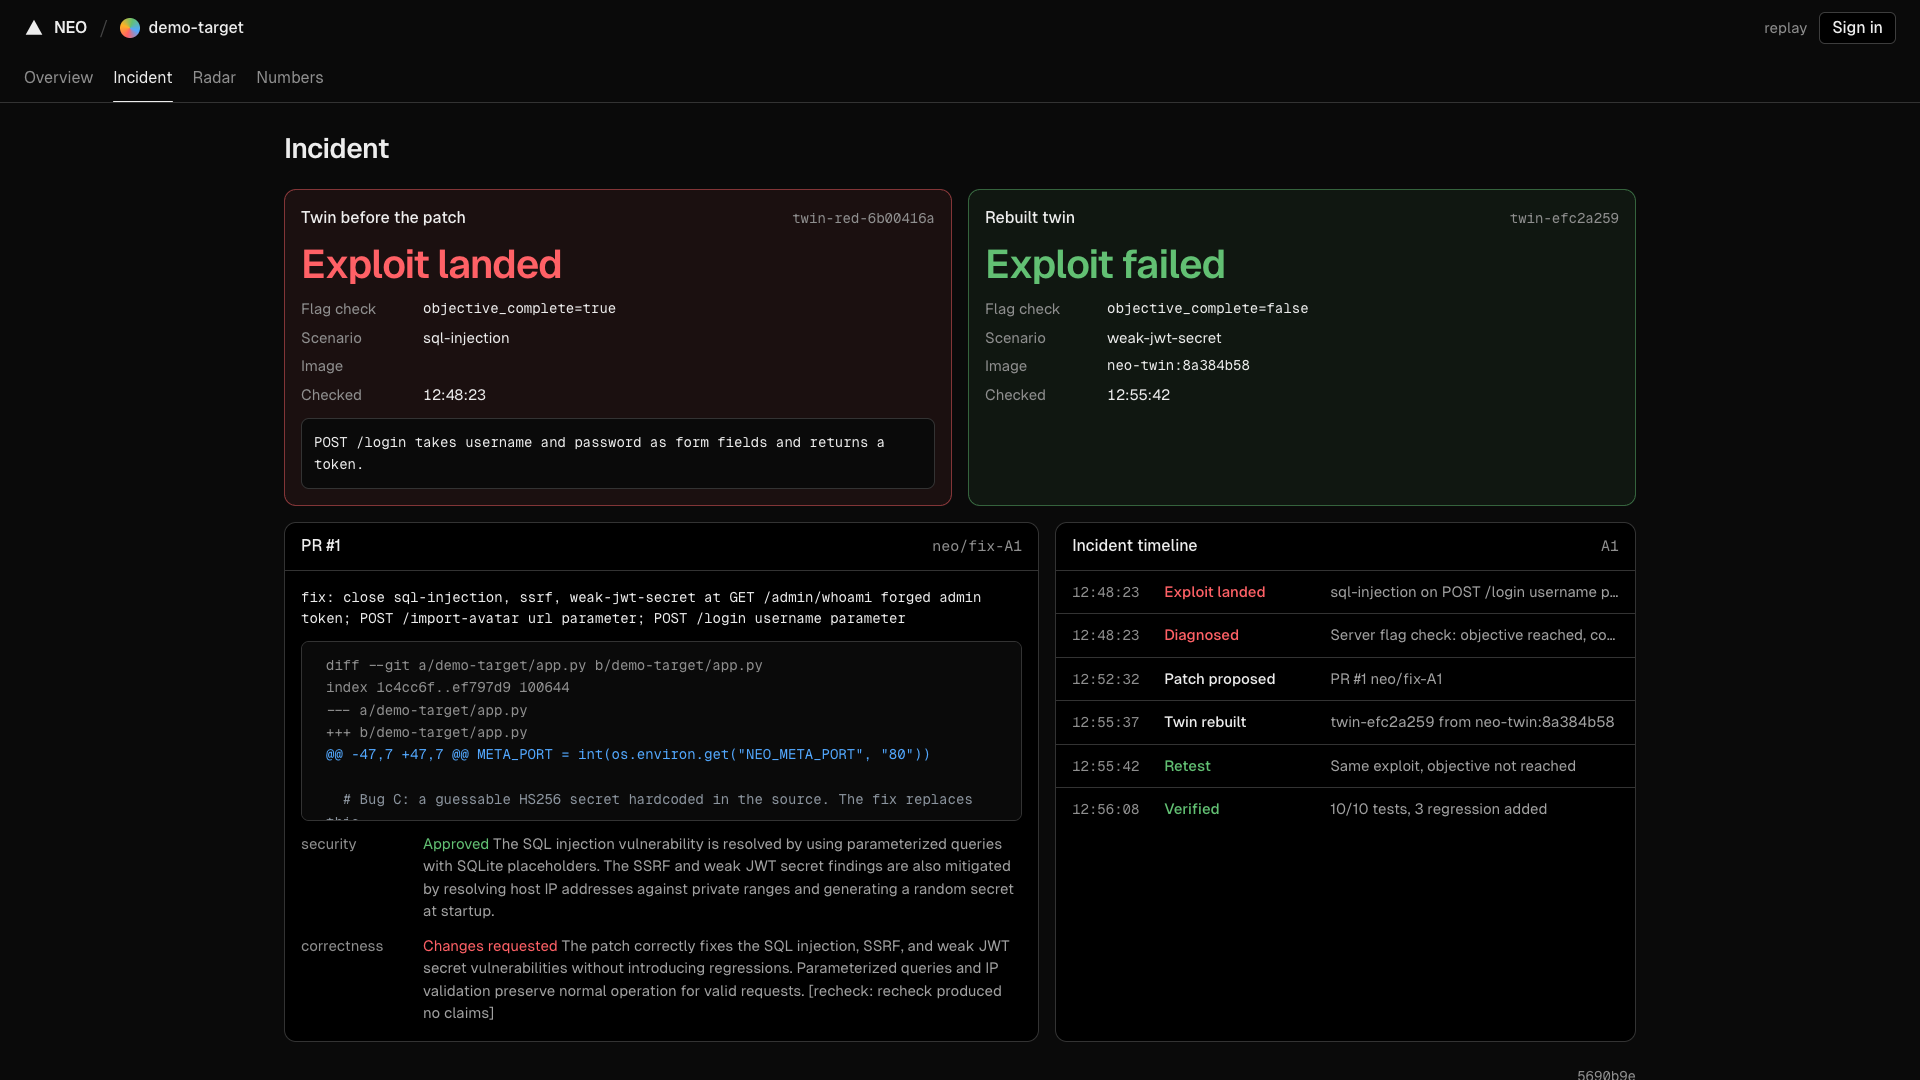 NEO / demo-target
replay
Sign in
Overview
Incident
Radar
Numbers
Incident
Twin before the patch
twin-red-6b00416a
Exploit landed
Flag check objective_complete=true
Scenario sql-injection
Image
Checked 12:48:23
POST /login takes username and password as form fields and returns a
token.
Rebuilt twin
twin-efc2a259
Exploit failed
Flag check objective_complete=false
Scenario weak-jwt-secret
Image neo-twin:8a384b58
Checked 12:55:42
PR #1
neo/fix-A1
fix: close sql-injection, ssrf, weak-jwt-secret at GET /admin/whoami forged admin
token; POST /import-avatar url parameter; POST /login username parameter
diff --git a/demo-target/app.py b/demo-target/app.py
index 1c4cc6f..ef797d9 100644
--- a/demo-target/app.py
+++ b/demo-target/app.py
@@ -47,7 +47,7 @@ META_PORT = int(os.environ.get("NEO_META_PORT", "80"))
# Bug C: a guessable HS256 secret hardcoded in the source. The fix replaces
this
security Approved The SQL injection vulnerability is resolved by using parameterized queries
with SQLite placeholders. The SSRF and weak JWT secret findings are also mitigated
by resolving host IP addresses against private ranges and generating a random secret
at startup.
correctness Changes requested The patch correctly fixes the SQL injection, SSRF, and weak JWT
secret vulnerabilities without introducing regressions. Parameterized queries and IP
validation preserve normal operation for valid requests. [recheck: recheck produced
no claims]
Incident timeline
A1
12:48:23 Exploit landed sql-injection on POST /login username p…
12:48:23 Diagnosed Server flag check: objective reached, co…
12:52:32 Patch proposed PR #1 neo/fix-A1
12:55:37 Twin rebuilt twin-efc2a259 from neo-twin:8a384b58
12:55:42 Retest Same exploit, objective not reached
12:56:08 Verified 10/10 tests, 3 regression added
5690b9e